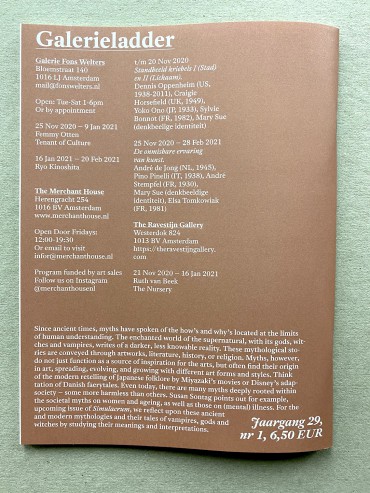 Galerieladder
Galerie Fons Welters
Bloemstraat 140
1016 LJ Amsterdam
mail@fonswelters.nl
Open: Tue-Sat 1-6pm
Or by appointment
25 Nov 2020 – 9 Jan 2021
Femmy Otten
Tenant of Culture
16 Jan 2021 – 20 Feb 2021
Ryo Kinoshita
The Merchant House
Herengracht 254
1016 BV Amsterdam
www.merchanthouse.nl
Open Door Fridays:
12:00-19:30
Or email to visit
infor@merchanthouse.nl
Program funded by art sales
Follow us on Instagram
@merchanthousenl
t/m 20 Nov 2020
Standbeeld kriebels I (Stad)
en II (Lichaam).
Dennis Oppenheim (US,
1938-2011), Craigie
Horsefield (UK, 1949),
Yoko Ono (JP, 1933), Sylvie
Bonnot (FR, 1982), Mary Sue
(denkbeeldige identiteit)
25 Nov 2020 – 28 Feb 2021
De onmisbare ervaring
van kunst.
André de Jong (NL, 1945),
Pino Pinelli (IT, 1938), André
Stempfel (FR, 1930),
Mary Sue (denkbeeldige
identiteit), Elsa Tomkowiak
(FR, 1981)
The Ravestijn Gallery
Westerdok 824
1013 BV Amsterdam
https://theravestijngallery.
com
21 Nov 2020 – 16 Jan 2021
Ruth van Beek
The Nursery
Since ancient times, myths have spoken of the how's and why's located at the limits
of human understanding. The enchanted world of the supernatural, with its gods, wit-
ches and vampires, writes of a darker, less knowable reality. These mythological sto-
ries are conveyed through artworks, literature, history, or religion. Myths, however,
do not just function as a source of inspiration for the arts, but often find their origin
in art, spreading, evolving, and growing with different art forms and styles. Think
of the modern retelling of Japanese folklore by Miyazaki's movies or Disney's adap-
tation of Danish faerytales. Even today, there are many myths deeply rooted within
society – some more harmless than others. Susan Sontag points out for example,
the societal myths on women and ageing, as well as those on (mental) illness. For the
upcoming issue of Simulacrum, we reflect upon these ancient
and modern mythologies and their tales of vampires, gods and
witches by studying their meanings and interpretations.
Jaargang 29,
nr 1, 6,50 EUR